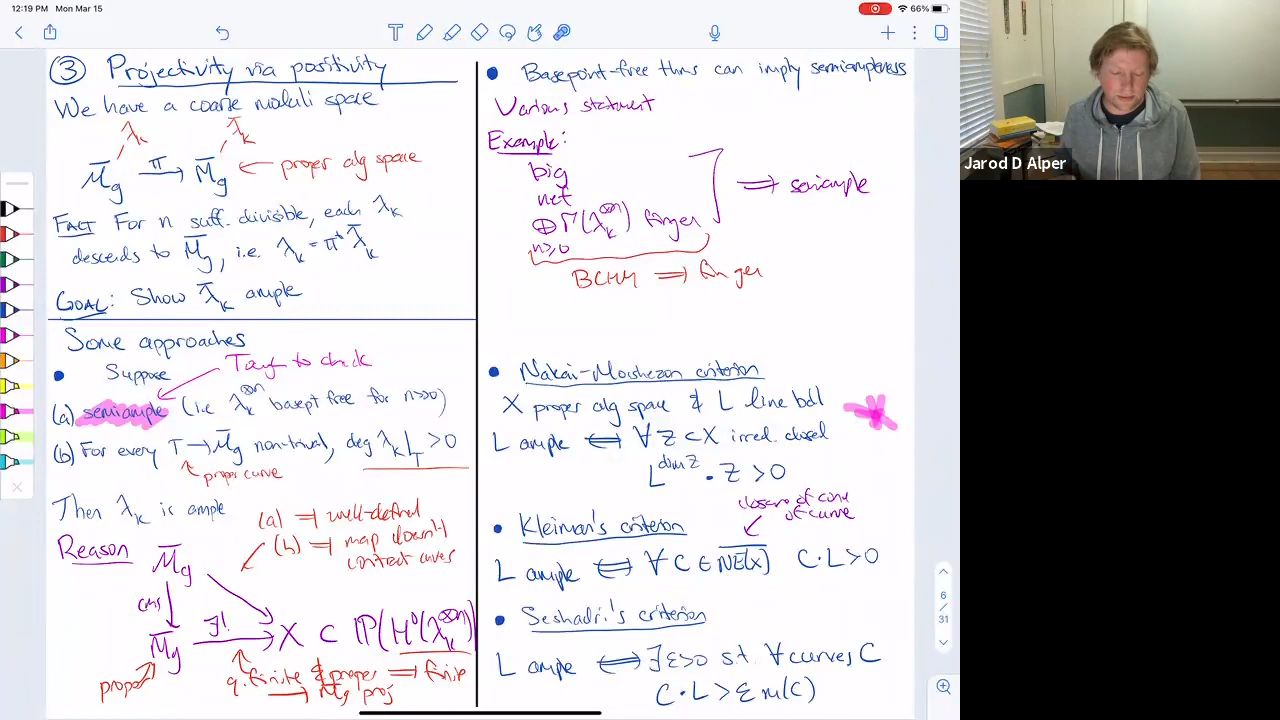 12:19 PM Mon Mar 15
66%
③ Projectivity via positivity
We have a coarse moduli space
λ_k λ̄_k
M̄_g —π→ M̄_g ← proper alg space
FACT For n suff. divisible, each λ_k
descends to M̄_g, i.e. λ_k = π* λ̄_k
GOAL: Show λ̄_k ample
Some approaches
• Suppose
Tough to check
(a) semiample (i.e. λ_k^⊗n basept free for n>>0)
(b) For every T → M̄_g non-trivial, deg λ_k|_T > 0
proper curve
Then λ_k is ample
(a) ⟹ well-defined
(b) ⟹ map doesn't
contract curves
Reason
M̄_g
cms
M̄_g —∃!→ X ⊂ ℙ(H⁰(λ_k^⊗n))
proper
q. finite & proper ⟹ finite
⟶ M̄_g proj
• Basepoint-free thms can imply semiampleness
Various statement
Example:
big
nef
⊕ Γ(λ_k^⊗n) fin gen ⟹ semiample
n≥0
BCHM ⟹ fin gen
• Nakai-Moishezon criterion
X proper alg space & L line bdl
L ample ⟺ ∀ Z ⊂ X irred. closed
L^dim Z · Z > 0
closure of cone
of curve
• Kleiman's criterion
L ample ⟺ ∀ C ∈ N̄Ē(X) C·L > 0
• Seshadri's criterion
L ample ⟺ ∃ε>0 s.t. ∀ curves C
C·L > ε m(C)
6
/
31
Jarod D Alper